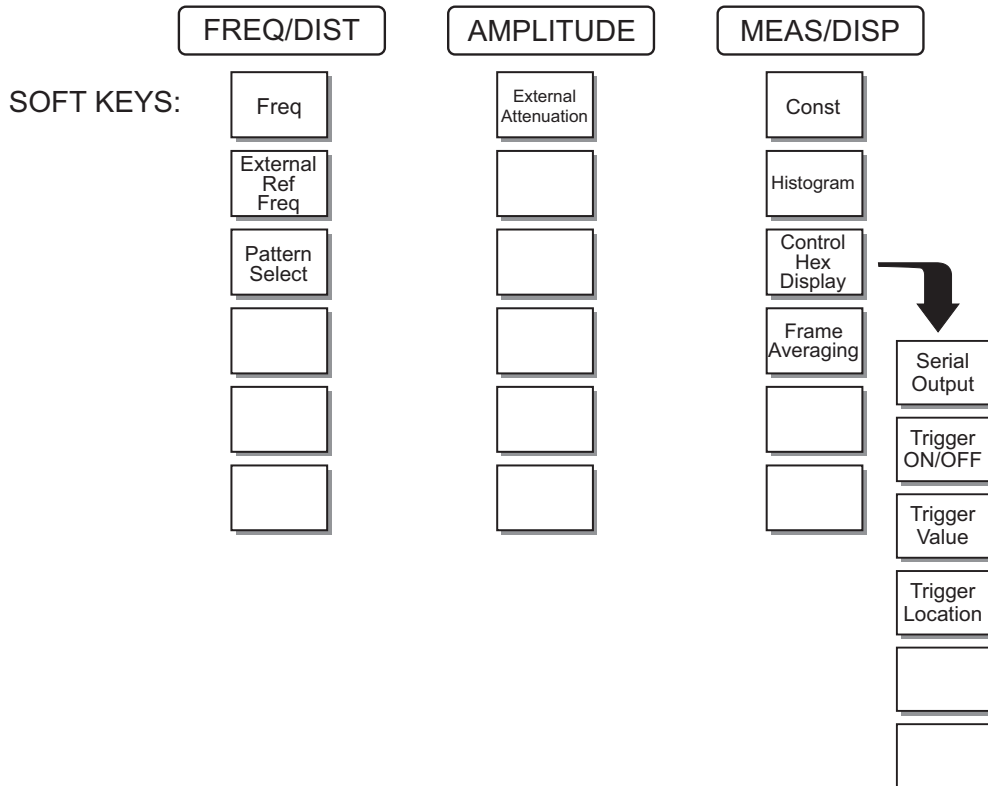 FREQ/DIST
AMPLITUDE
MEAS/DISP
SOFT KEYS:
Freq
External
Ref
Freq
Pattern
Select
External
Attenuation
Const
Histogram
Control
Hex
Display
Frame
Averaging
Serial
Output
Trigger
ON/OFF
Trigger
Value
Trigger
Location